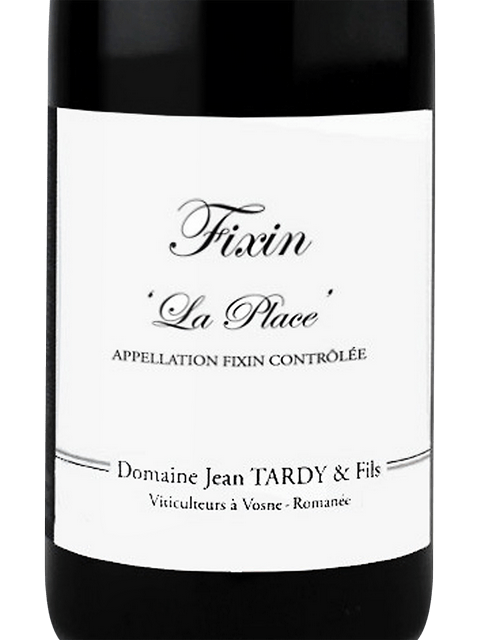 Fixin
'La Place'
APPELLATION FIXIN CONTRÔLÉE
Domaine Jean TARDY & Fils
Viticulteurs à Vosne - Romanée